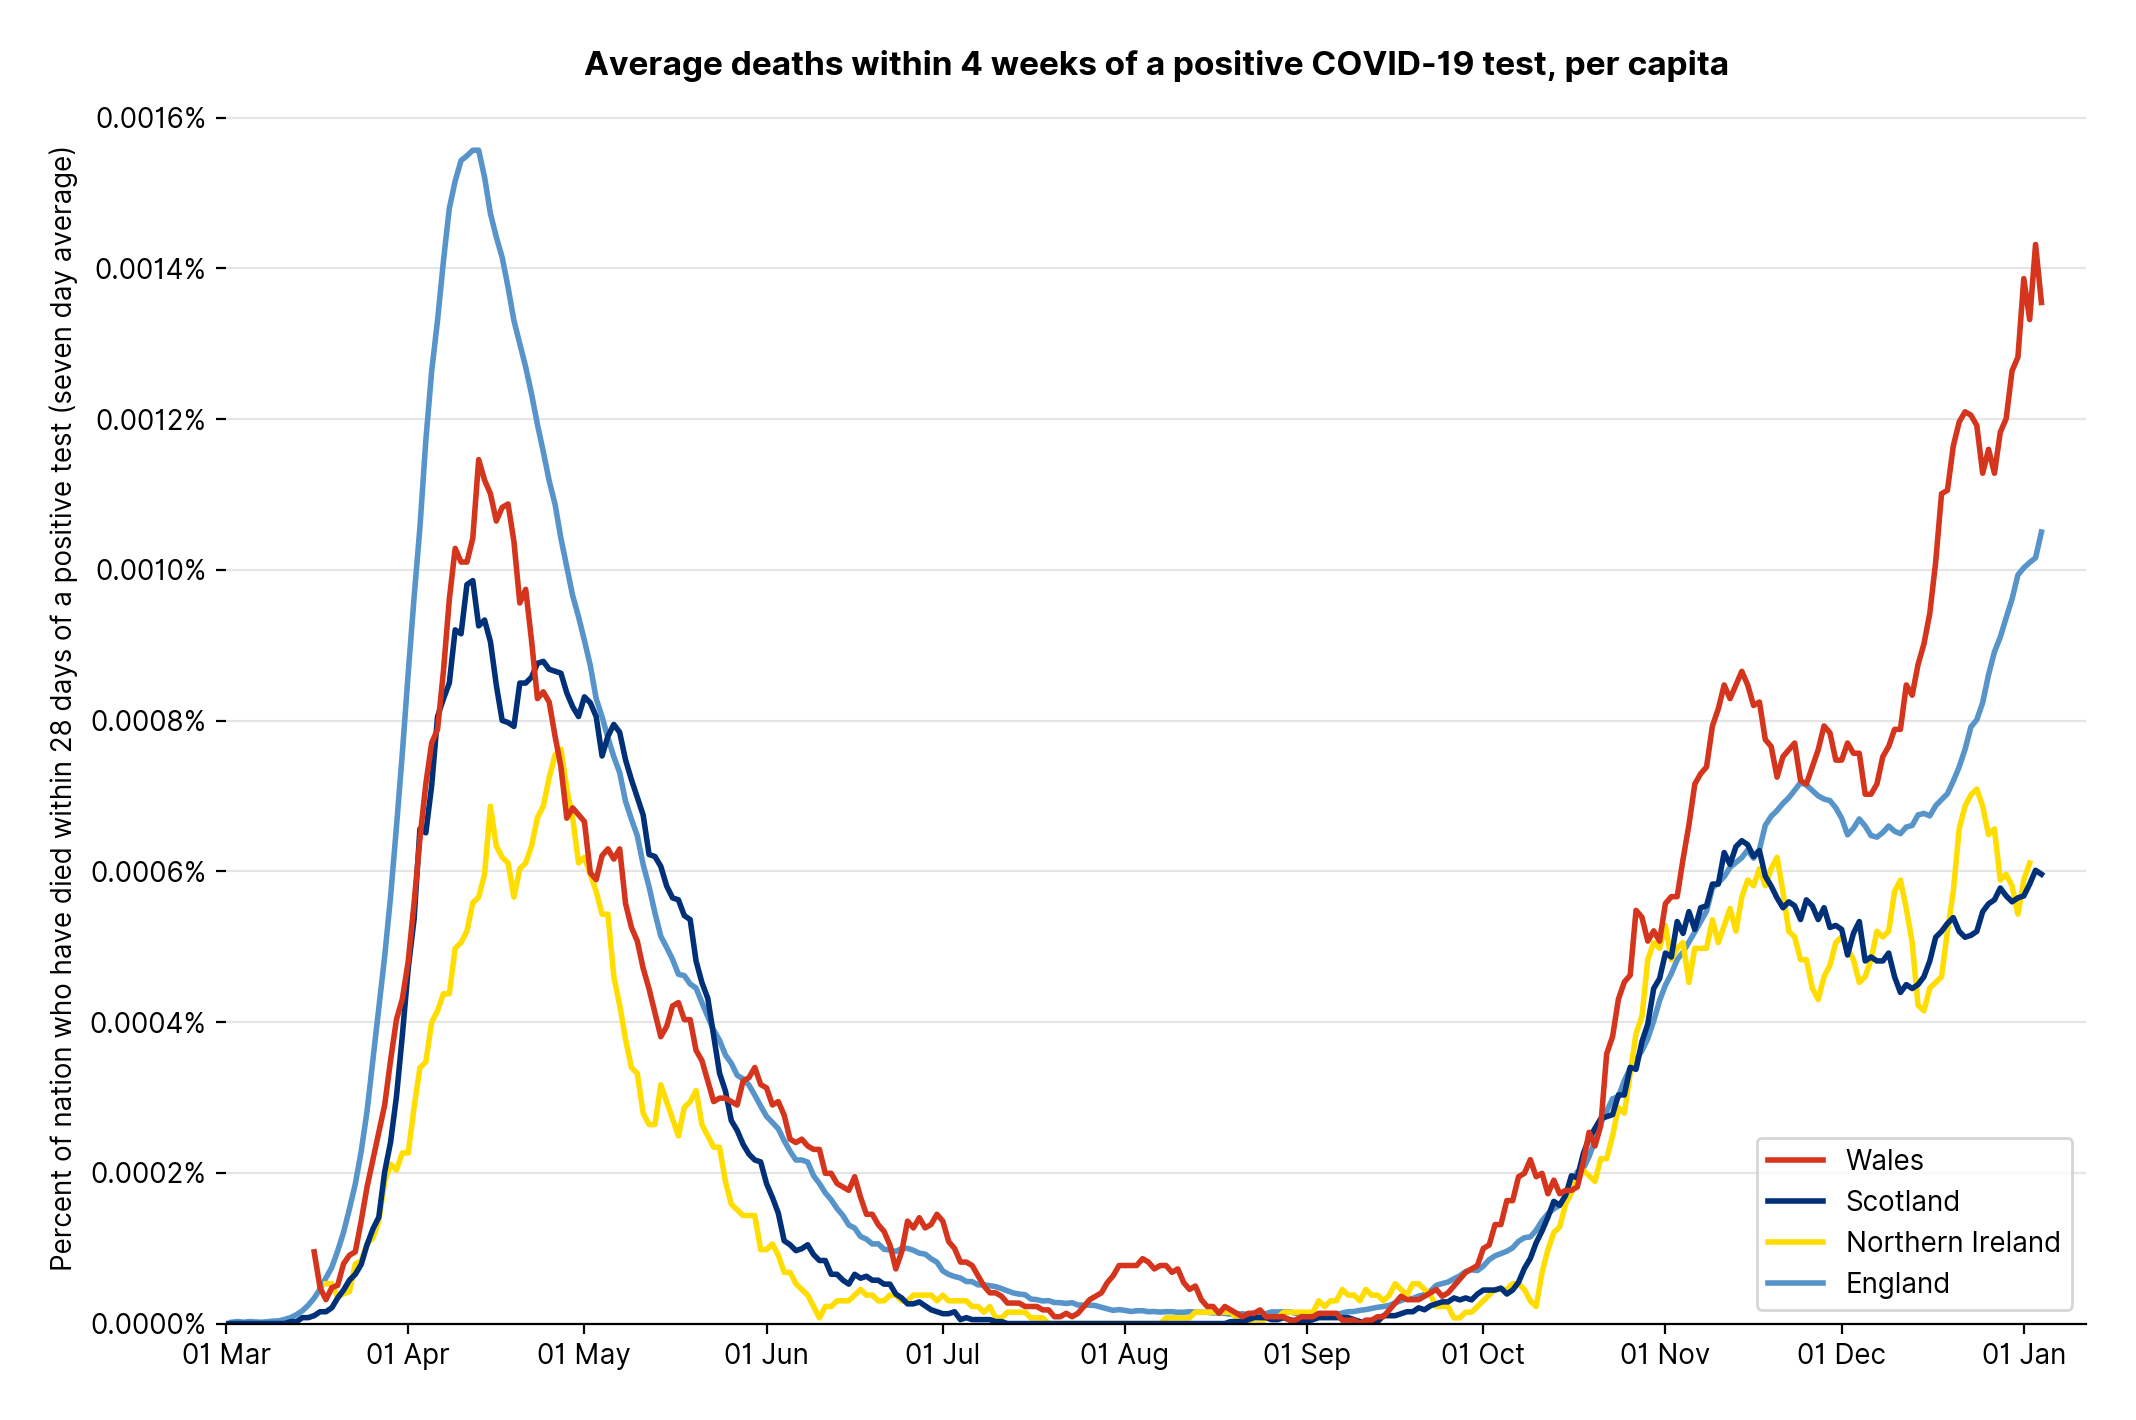 Average deaths within 4 weeks of a positive COVID-19 test, per capita
Percent of nation who have died within 28 days of a positive test (seven day average)
0.0016%
0.0014%
0.0012%
0.0010%
0.0008%
0.0006%
0.0004%
0.0002%
0.0000%
01 Mar
01 Apr
01 May
01 Jun
01 Jul
01 Aug
01 Sep
01 Oct
01 Nov
01 Dec
01 Jan
Wales
Scotland
Northern Ireland
England